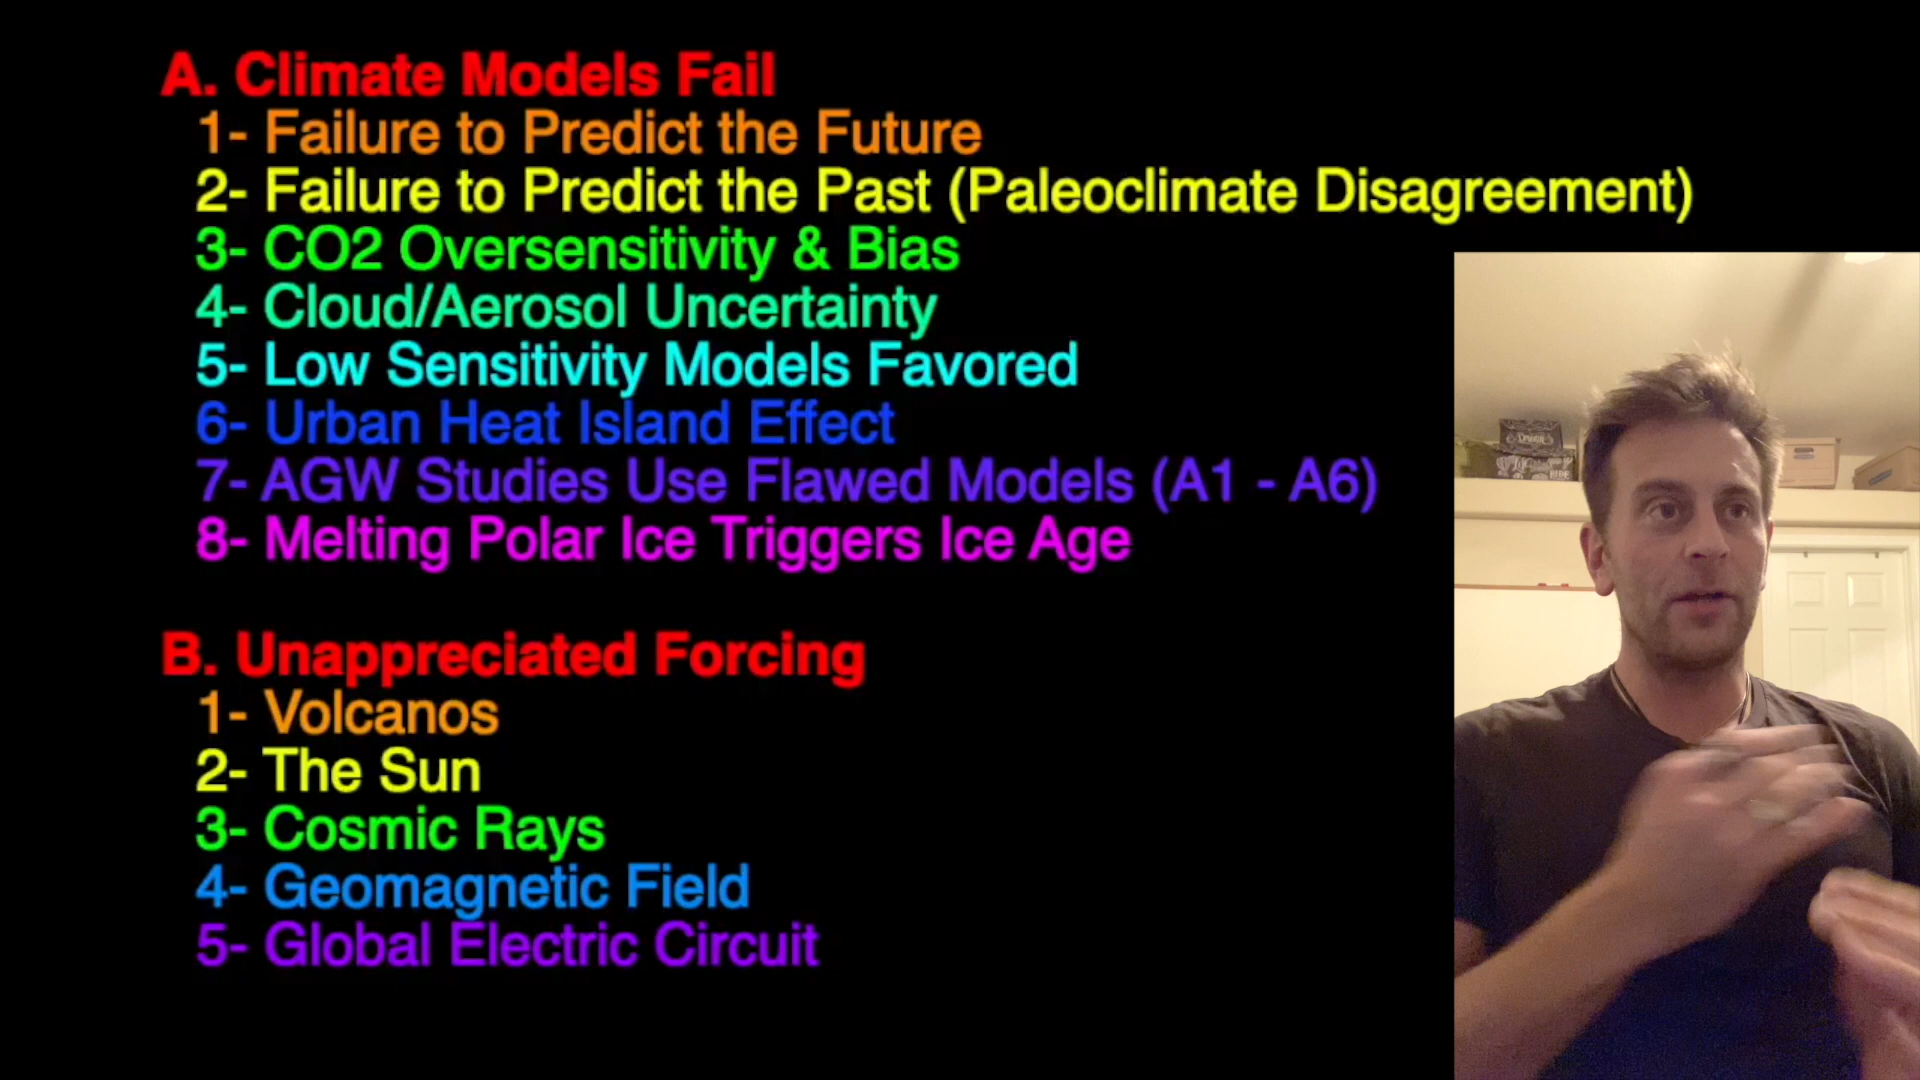 A. Climate Models Fail
1- Failure to Predict the Future
2- Failure to Predict the Past (Paleoclimate Disagreement)
3- CO2 Oversensitivity & Bias
4- Cloud/Aerosol Uncertainty
5- Low Sensitivity Models Favored
6- Urban Heat Island Effect
7- AGW Studies Use Flawed Models (A1 - A6)
8- Melting Polar Ice Triggers Ice Age
B. Unappreciated Forcing
1- Volcanos
2- The Sun
3- Cosmic Rays
4- Geomagnetic Field
5- Global Electric Circuit